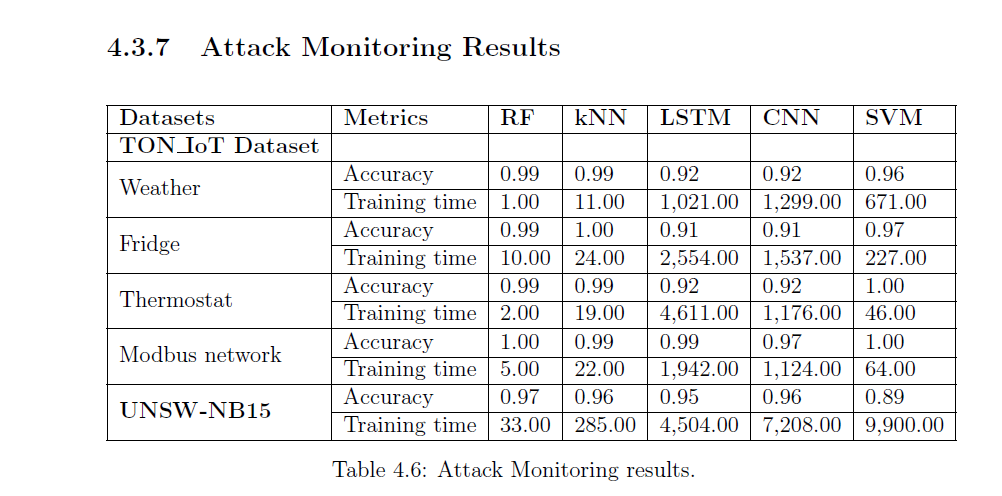 4.3.7 Attack Monitoring Results
Datasets Metrics RF kNN LSTM CNN SVM
TON_IoT Dataset
Weather
Accuracy 0.99 0.99 0.92 0.92 0.96
Training time 1.00 11.00 1,021.00 1,299.00 671.00
Fridge
Accuracy 0.99 1.00 0.91 0.91 0.97
Training time 10.00 24.00 2,554.00 1,537.00 227.00
Thermostat
Accuracy 0.99 0.99 0.92 0.92 1.00
Training time 2.00 19.00 4,611.00 1,176.00 46.00
Modbus network
Accuracy 1.00 0.99 0.99 0.97 1.00
Training time 5.00 22.00 1,942.00 1,124.00 64.00
UNSW-NB15
Accuracy 0.97 0.96 0.95 0.96 0.89
Training time 33.00 285.00 4,504.00 7,208.00 9,900.00
Table 4.6: Attack Monitoring results.